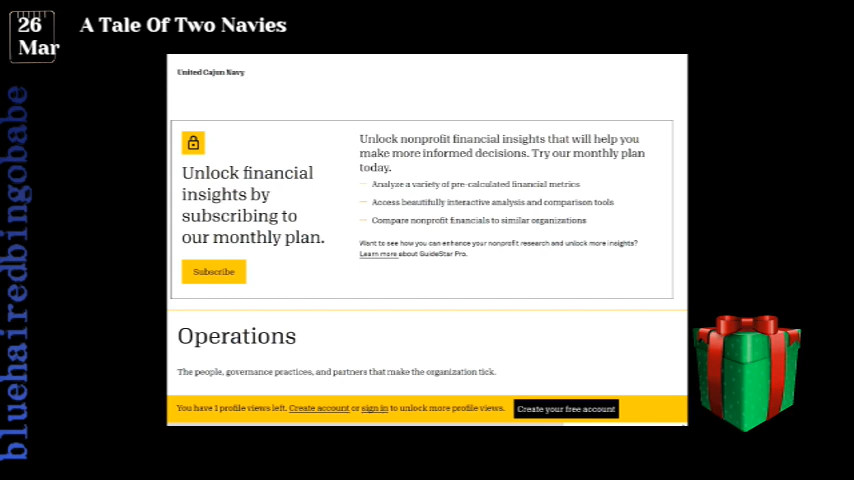 26
Mar
A Tale Of Two Navies
bluehairedbingobabe
United Cajun Navy
Unlock financial
insights by
subscribing to
our monthly plan.
Subscribe
Unlock nonprofit financial insights that will help you
make more informed decisions. Try our monthly plan
today.
Analyze a variety of pre-calculated financial metrics
Access beautifully interactive analysis and comparison tools
Compare nonprofit financials to similar organizations
Want to see how you can enhance your nonprofit research and unlock more insights?
Learn more about GuideStar Pro.
Operations
The people, governance practices, and partners that make the organization tick.
You have 1 profile views left. Create account or sign in to unlock more profile views.
Create your free account